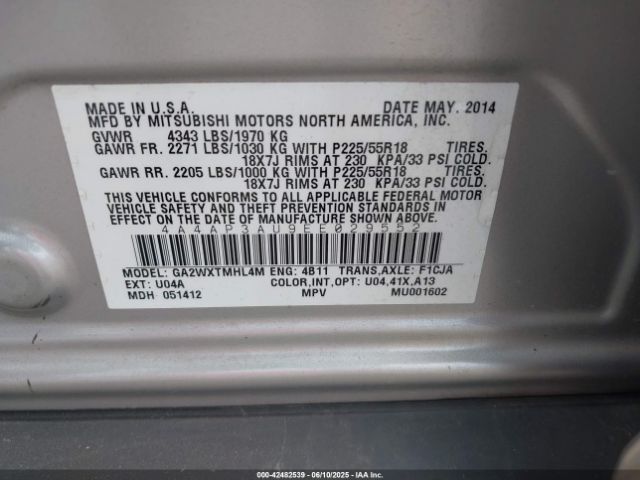 MADE IN U.S.A. DATE MAY. 2014
MFD BY MITSUBISHI MOTORS NORTH AMERICA, INC.
GVWR 4343 LBS/1970 KG
GAWR FR. 2271 LBS/1030 KG WITH P225/55R18 TIRES.
18X7J RIMS AT 230 KPA/33 PSI COLD.
GAWR RR. 2205 LBS/1000 KG WITH P225/55R18 TIRES.
18X7J RIMS AT 230 KPA/33 PSI COLD.
THIS VEHICLE CONFORMS TO ALL APPLICABLE FEDERAL MOTOR
VEHICLE SAFETY AND THEFT PREVENTION STANDARDS IN
EFFECT ON THE DATE OF MANUFACTURE SHOWN ABOVE.
4A4AP3AU9EE029552
MODEL: GA2WXTMHL4M ENG: 4B11 TRANS,AXLE: F1CJA
EXT: U04A COLOR,INT,OPT: U04,41X,A13
MDH 051412 MPV MU001602
000-42482539 - 06/10/2025 - IAA Inc.